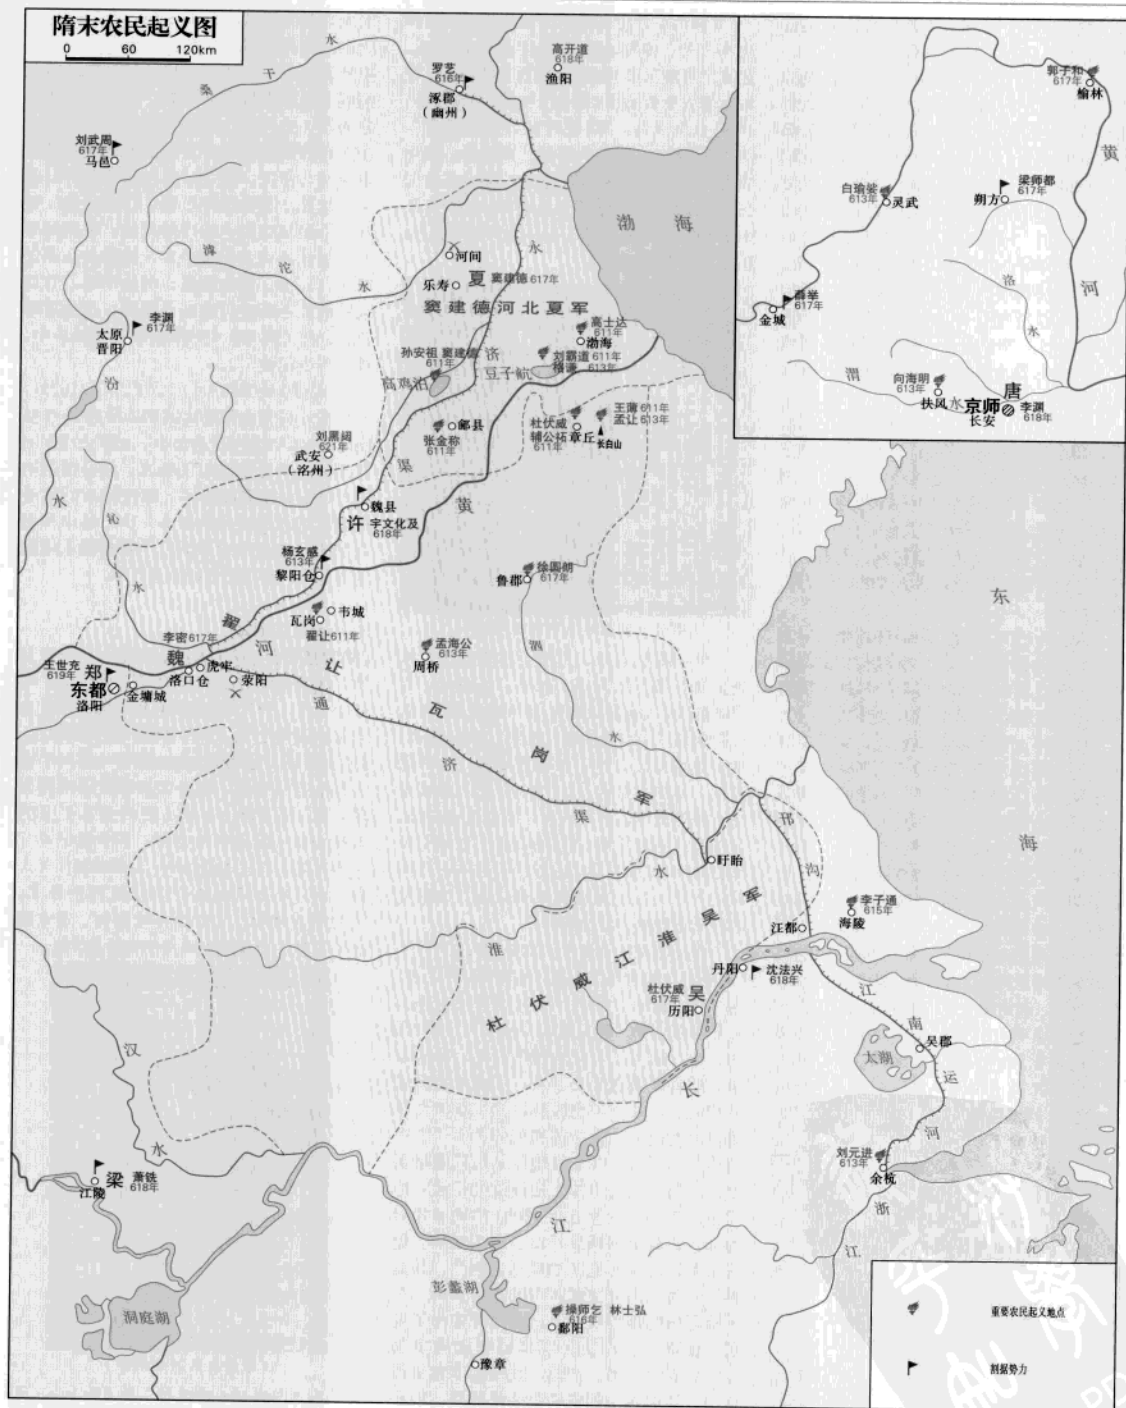 隋末农民起义图
0 60 120km
桑
干
水
罗艺
616年
涿郡
（幽州）
高开道
618年
渔阳
刘武周
617年
马邑
滹
沱
水
河间
乐寿
夏 窦建德617年
窦建德河北夏军
水
渤海
李渊
617年
太原
晋阳
汾
水
孙安祖 窦建德
611年
高鸡泊
济
豆子䴚
刘霸道 611年
格谦 613年
高士达
611年
渤海
鄃县
张金称
611年
杜伏威
辅公祏
611年
章丘
王薄 611年
孟让 613年
长白山
刘黑闼
621年
武安
（洺州）
渠
黄
沁
水
魏县
许 宇文化及
618年
杨玄感
613年
黎阳仓
徐圆朗
617年
鲁郡
瓦岗
韦城
翟让611年
翟
河
让
瓦
岗
军
李密617年
魏
虎牢
洛口仓
荥阳
王世充
619年
郑
东都
洛阳
金墉城
孟海公
613年
周桥
泗
水
通
济
渠
盱眙
水
淮
邗
沟
江都
李子通
615年
海陵
东
海
丹阳
沈法兴
618年
杜伏威
617年
吴
历阳
杜伏威江淮吴军
江
南
运
河
吴郡
太湖
长
江
汉
水
梁 萧铣
618年
江陵
洞庭湖
彭蠡湖
操师乞 林士弘
616年
鄱阳
豫章
刘元进
613年
余杭
浙
江
郭子和
617年
榆林
黄
河
白瑜娑
613年
灵武
梁师都
617年
朔方
洛
水
薛举
617年
金城
渭
水
向海明
613年
扶风
唐
京师
长安
李渊
618年
重要农民起义地点
割据势力